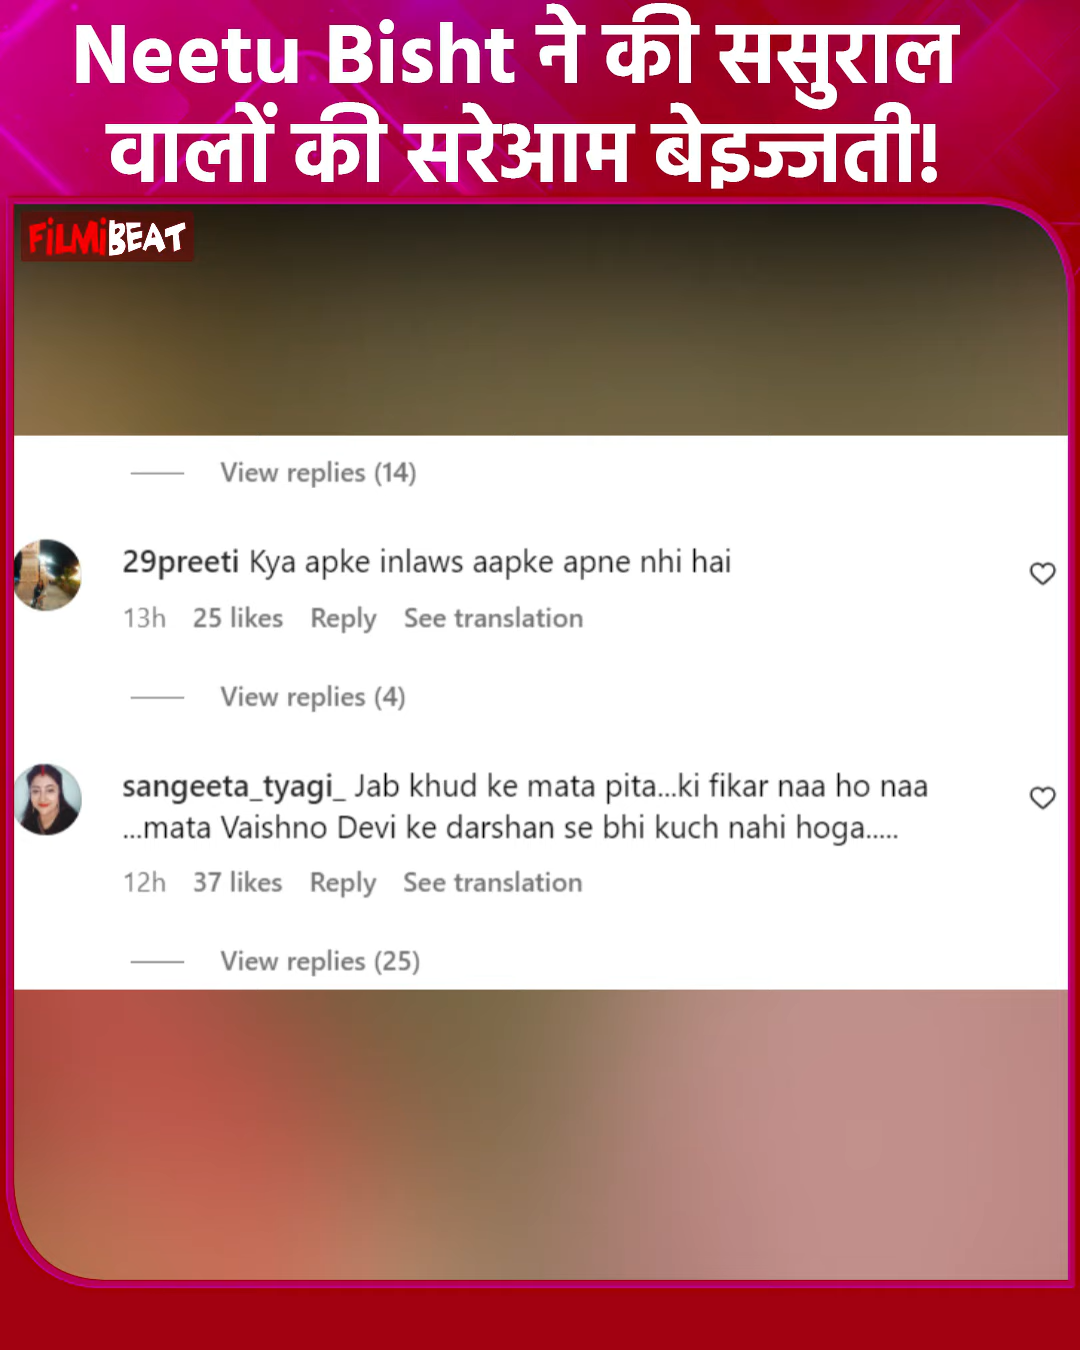 Neetu Bisht ने की ससुराल
वालों की सरेआम बेइज्जती!
FiLMiBEAT
View replies (14)
29preeti Kya apke inlaws aapke apne nhi hai
13h 25 likes Reply See translation
View replies (4)
sangeeta_tyagi_ Jab khud ke mata pita...ki fikar naa ho naa
...mata Vaishno Devi ke darshan se bhi kuch nahi hoga.....
12h 37 likes Reply See translation
View replies (25)